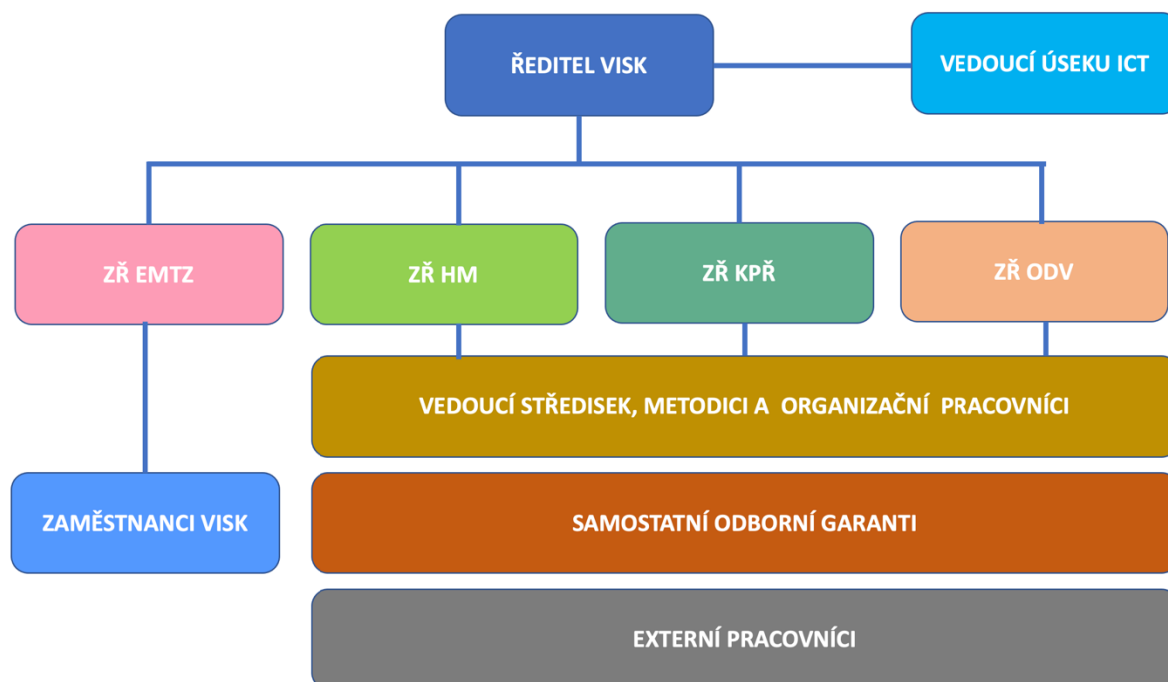 ŘEDITEL VISK
VEDOUCÍ ÚSEKU ICT
ZŘ EMTZ
ZŘ HM
ZŘ KPŘ
ZŘ ODV
VEDOUCÍ STŘEDISEK, METODICI A ORGANIZAČNÍ PRACOVNÍCI
ZAMĚSTNANCI VISK
SAMOSTATNÍ ODBORNÍ GARANTI
EXTERNÍ PRACOVNÍCI